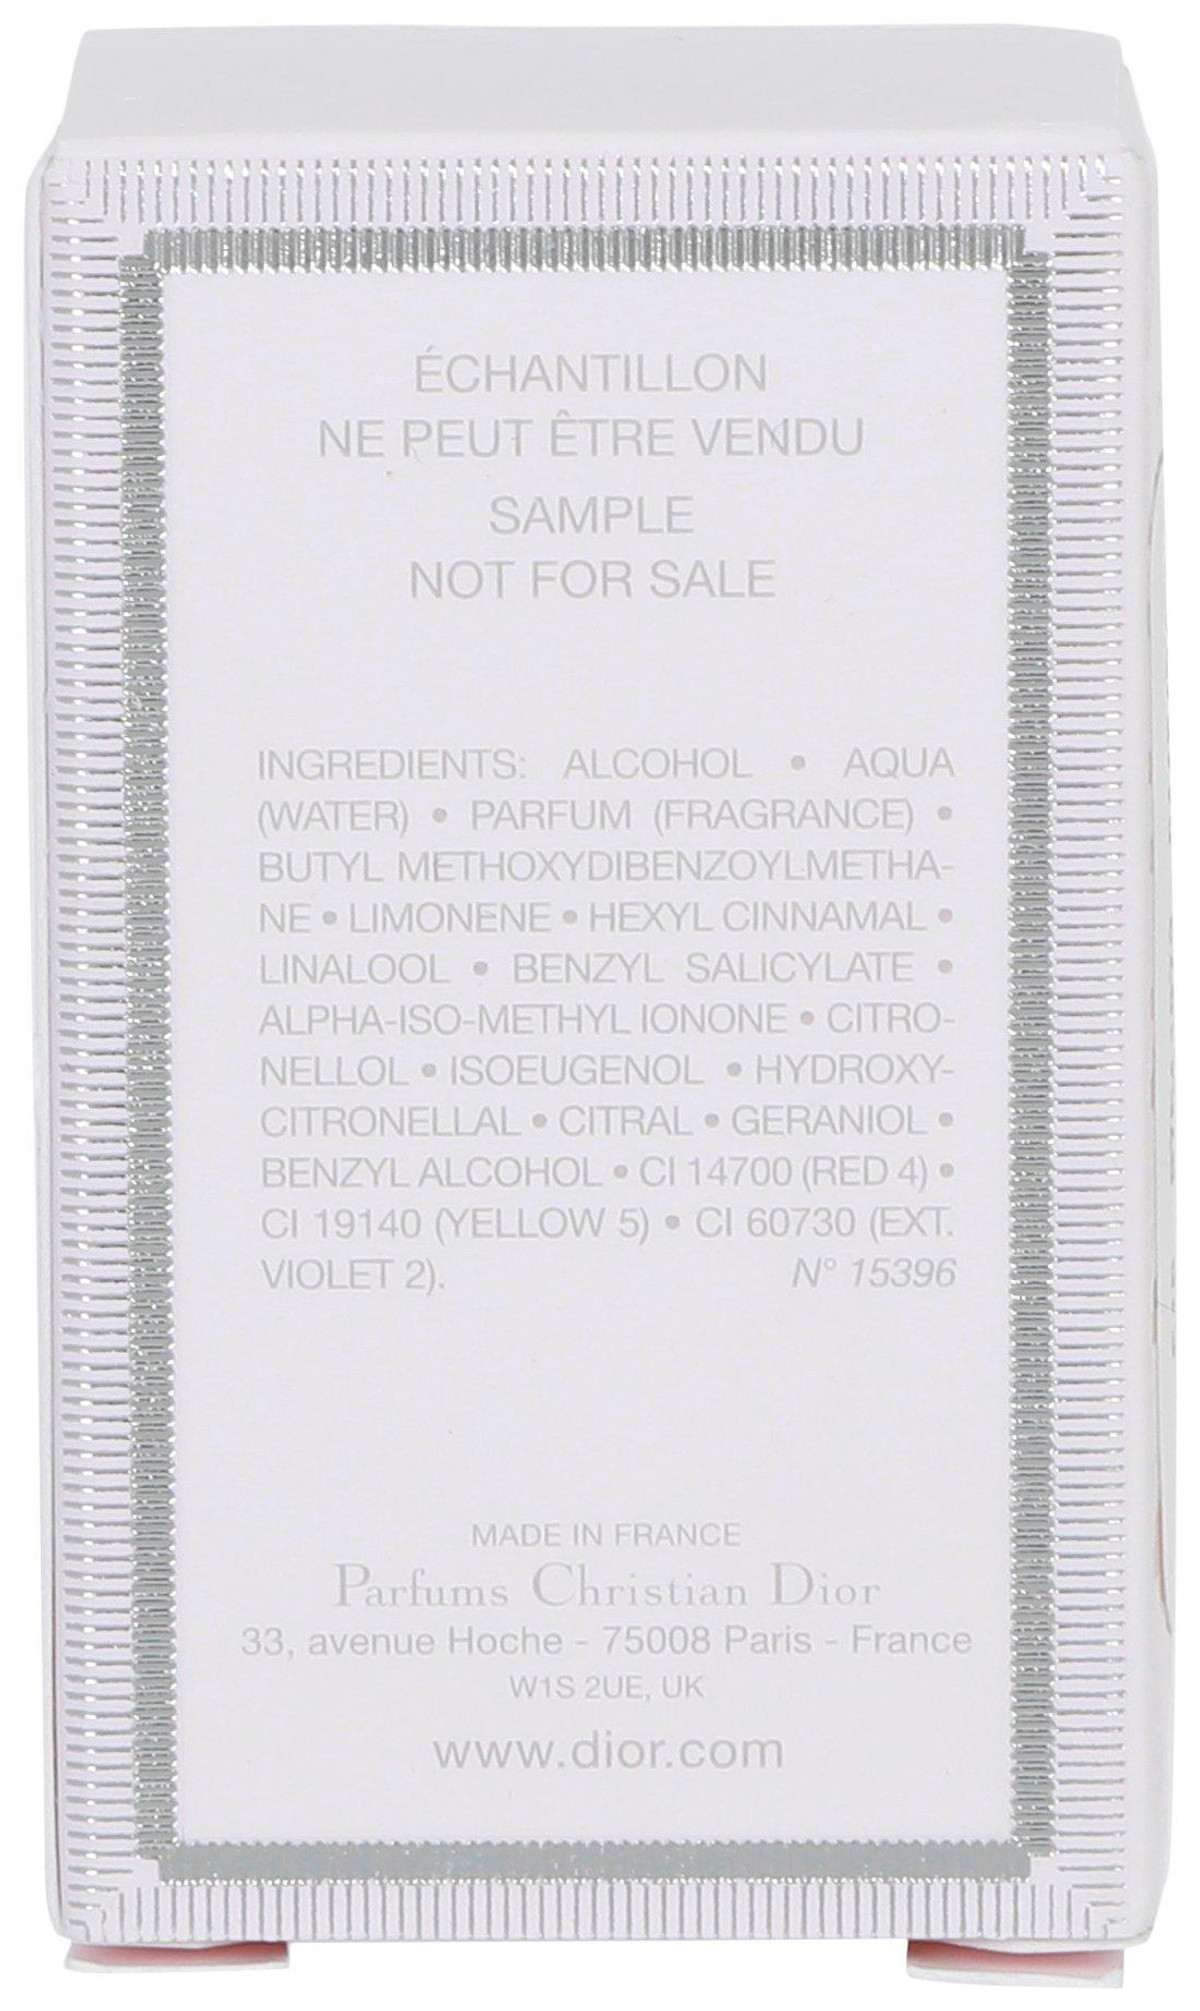 ÉCHANTILLON
NE PEUT ÊTRE VENDU
SAMPLE
NOT FOR SALE
INGREDIENTS: ALCOHOL • AQUA
(WATER) • PARFUM (FRAGRANCE) •
BUTYL METHOXYDIBENZOYLMETHA-
NE • LIMONENE • HEXYL CINNAMAL •
LINALOOL • BENZYL SALICYLATE •
ALPHA-ISO-METHYL IONONE • CITRO-
NELLOL • ISOEUGENOL • HYDROXY-
CITRONELLAL • CITRAL • GERANIOL •
BENZYL ALCOHOL • CI 14700 (RED 4) •
CI 19140 (YELLOW 5) • CI 60730 (EXT.
VIOLET 2). N° 15396
MADE IN FRANCE
Parfums Christian Dior
33, avenue Hoche - 75008 Paris - France
W1S 2UE, UK
www.dior.com